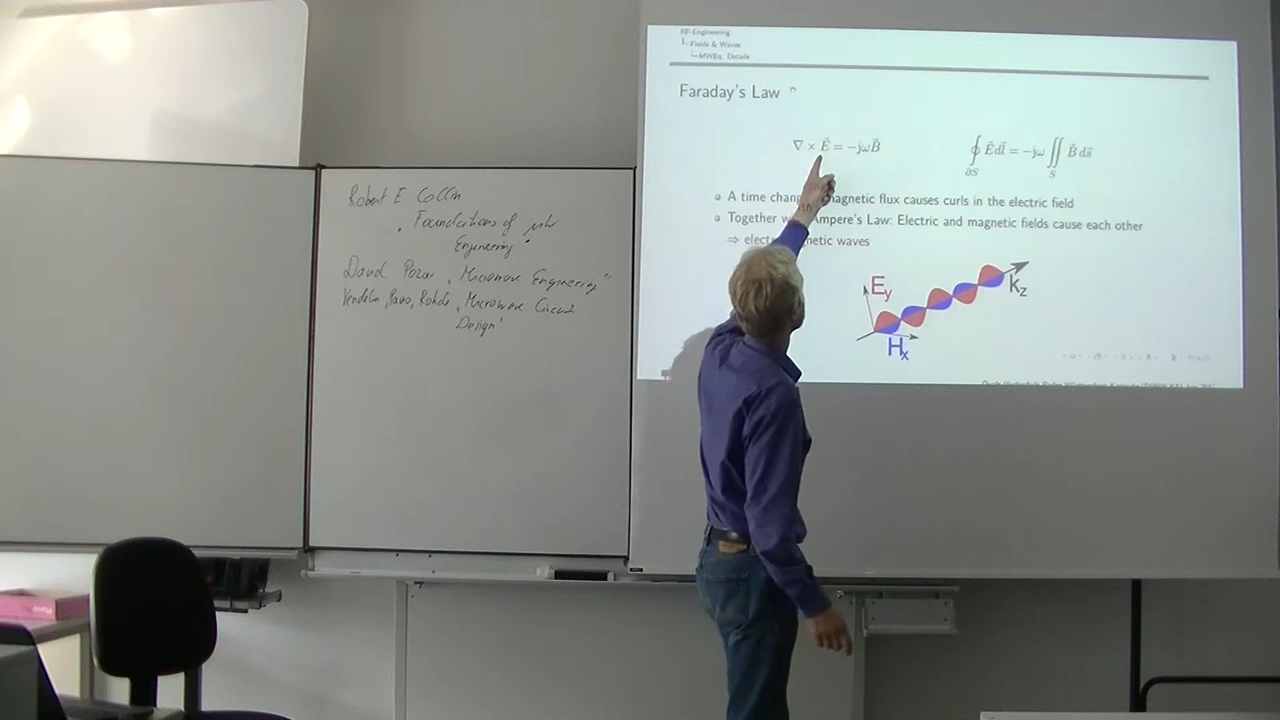 Robert E Collin
„ Foundations of μW
Engineering "
David Pozar „ Microwave Engineering "
Vendelin, Pavio, Rohde „ Microwave Circuit
Design "
RF-Engineering
Fields & Waves
MWEq. Details
Faraday's Law
∇ × E⃗ = −jωB⃗
∮∂S E⃗ dl⃗ = −jω ∬S B⃗ ds⃗
A time chang magnetic flux causes curls in the electric field
Together w Ampere's Law: Electric and magnetic fields cause each other
⇒ elect netic waves
Ey
kz
Hx